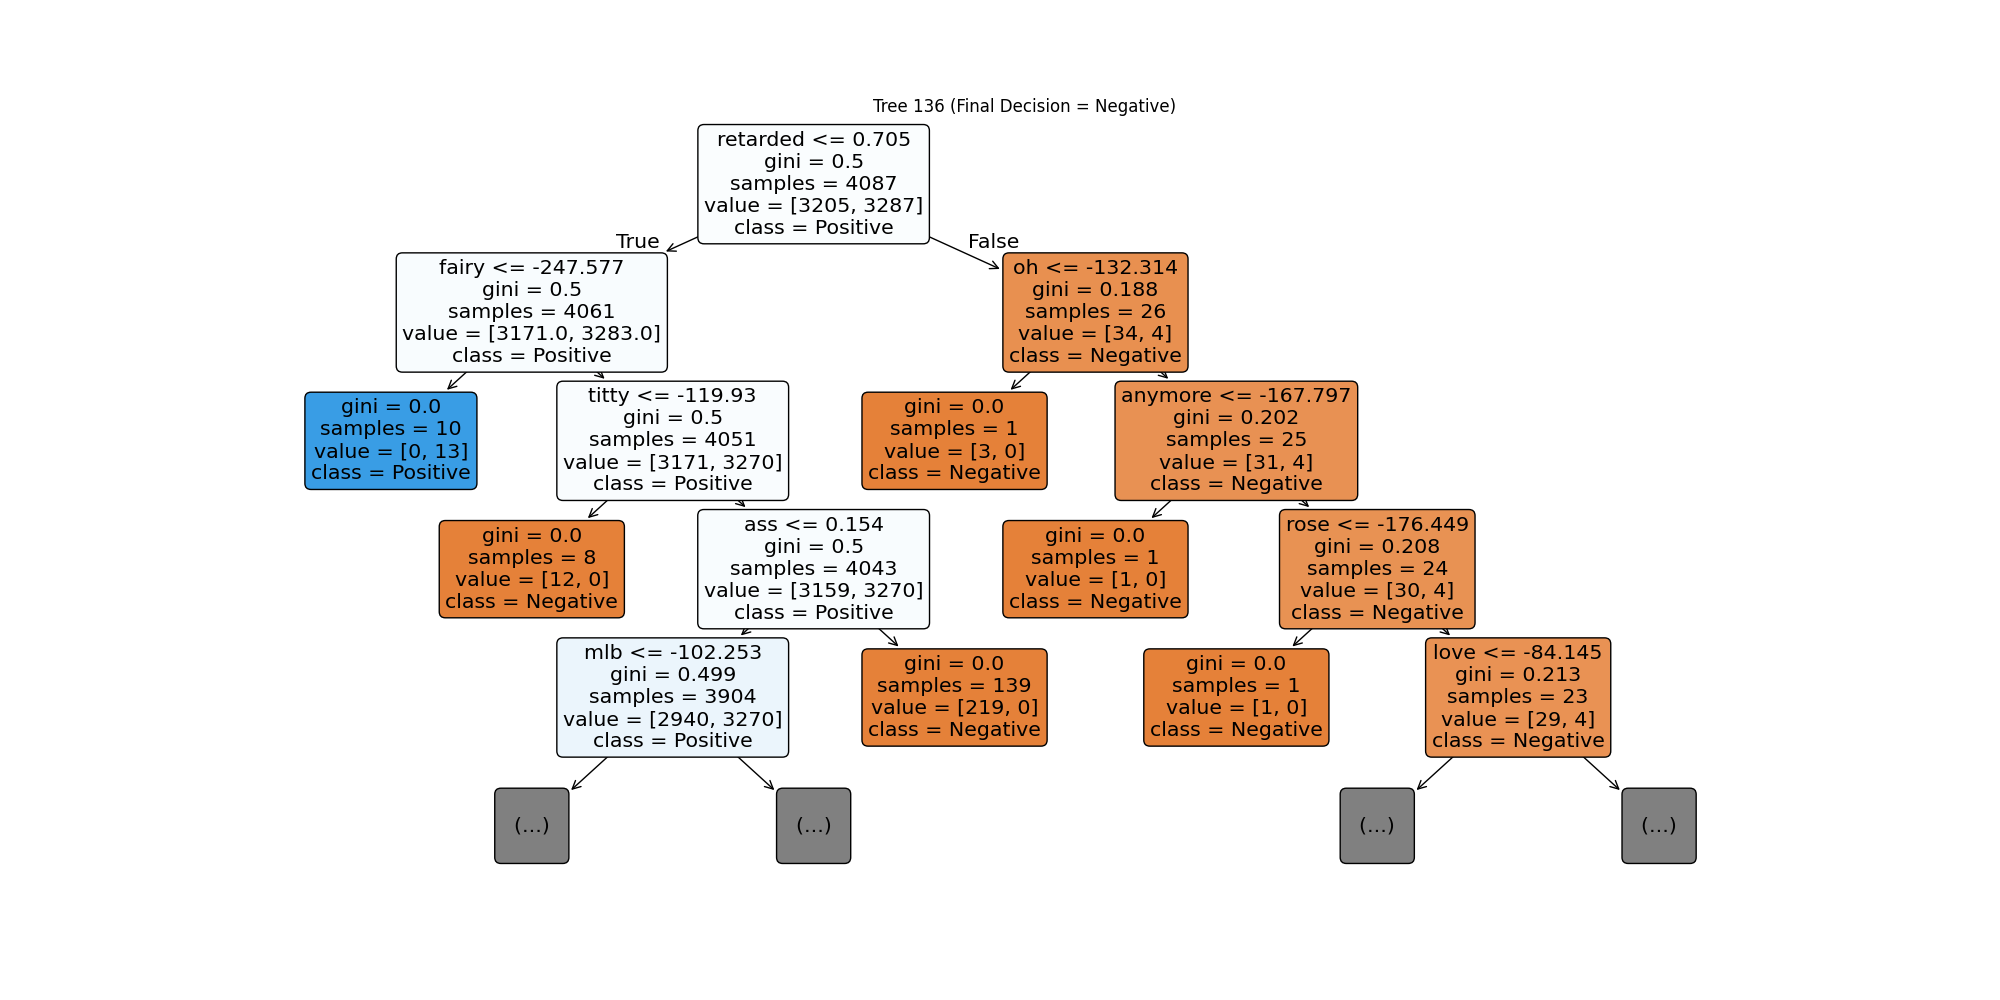 Tree 136 (Final Decision = Negative)
retarded <= 0.705
gini = 0.5
samples = 4087
value = [3205, 3287]
class = Positive
True
False
fairy <= -247.577
gini = 0.5
samples = 4061
value = [3171.0, 3283.0]
class = Positive
oh <= -132.314
gini = 0.188
samples = 26
value = [34, 4]
class = Negative
gini = 0.0
samples = 10
value = [0, 13]
class = Positive
titty <= -119.93
gini = 0.5
samples = 4051
value = [3171, 3270]
class = Positive
gini = 0.0
samples = 1
value = [3, 0]
class = Negative
anymore <= -167.797
gini = 0.202
samples = 25
value = [31, 4]
class = Negative
gini = 0.0
samples = 8
value = [12, 0]
class = Negative
ass <= 0.154
gini = 0.5
samples = 4043
value = [3159, 3270]
class = Positive
gini = 0.0
samples = 1
value = [1, 0]
class = Negative
rose <= -176.449
gini = 0.208
samples = 24
value = [30, 4]
class = Negative
mlb <= -102.253
gini = 0.499
samples = 3904
value = [2940, 3270]
class = Positive
gini = 0.0
samples = 139
value = [219, 0]
class = Negative
gini = 0.0
samples = 1
value = [1, 0]
class = Negative
love <= -84.145
gini = 0.213
samples = 23
value = [29, 4]
class = Negative
(...)
(...)
(...)
(...)